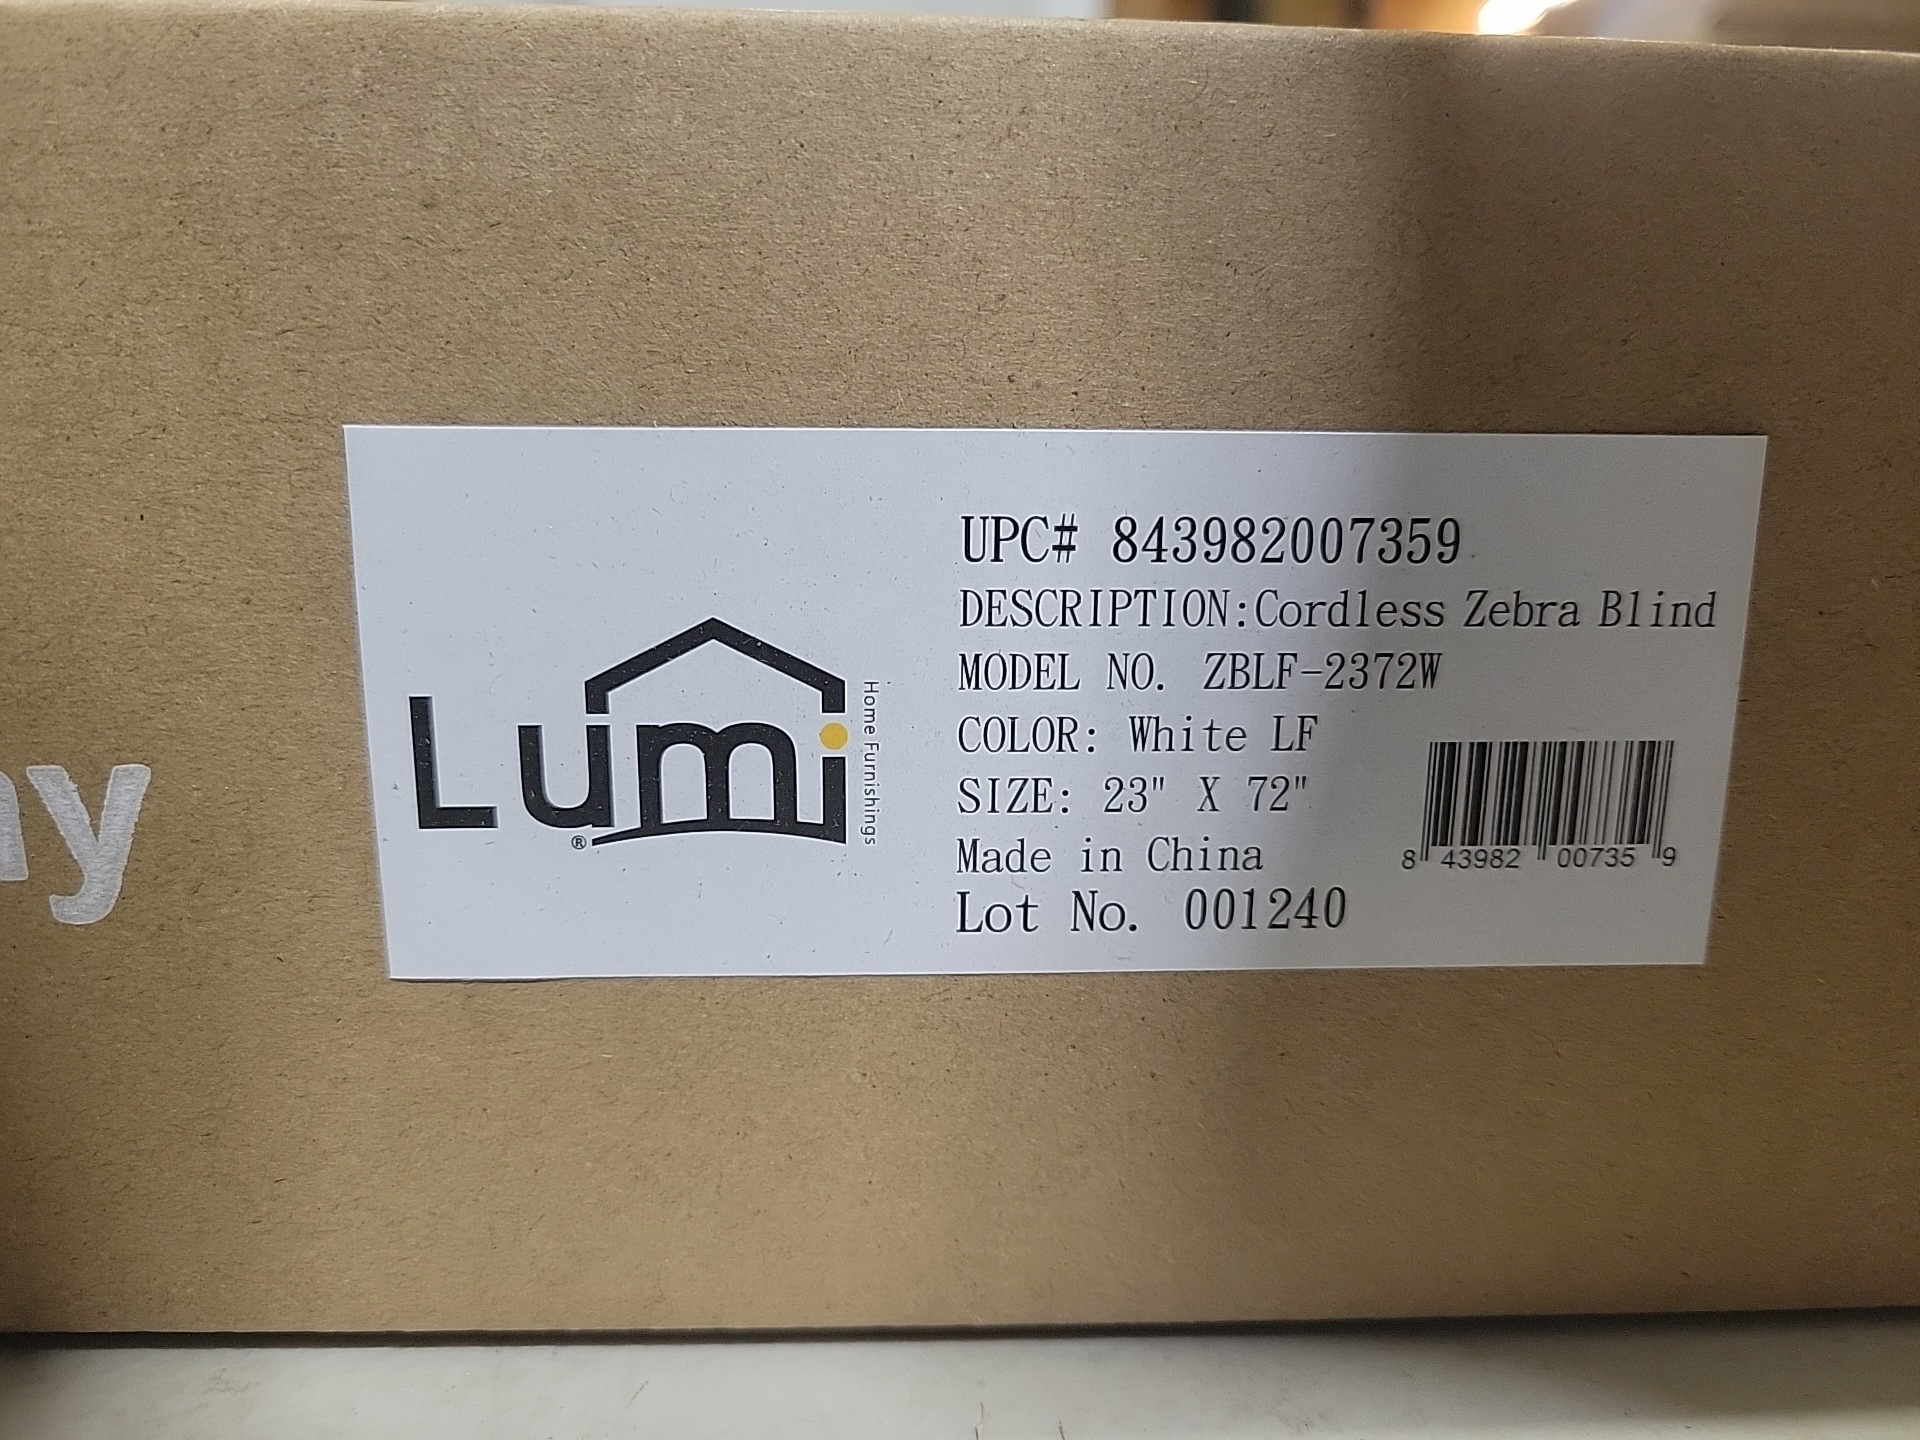 Lumi
®
Home Furnishings
UPC# 843982007359
DESCRIPTION:Cordless Zebra Blind
MODEL NO. ZBLF-2372W
COLOR: White LF
SIZE: 23" X 72"
Made in China
Lot No. 001240
8 43982 00735 9